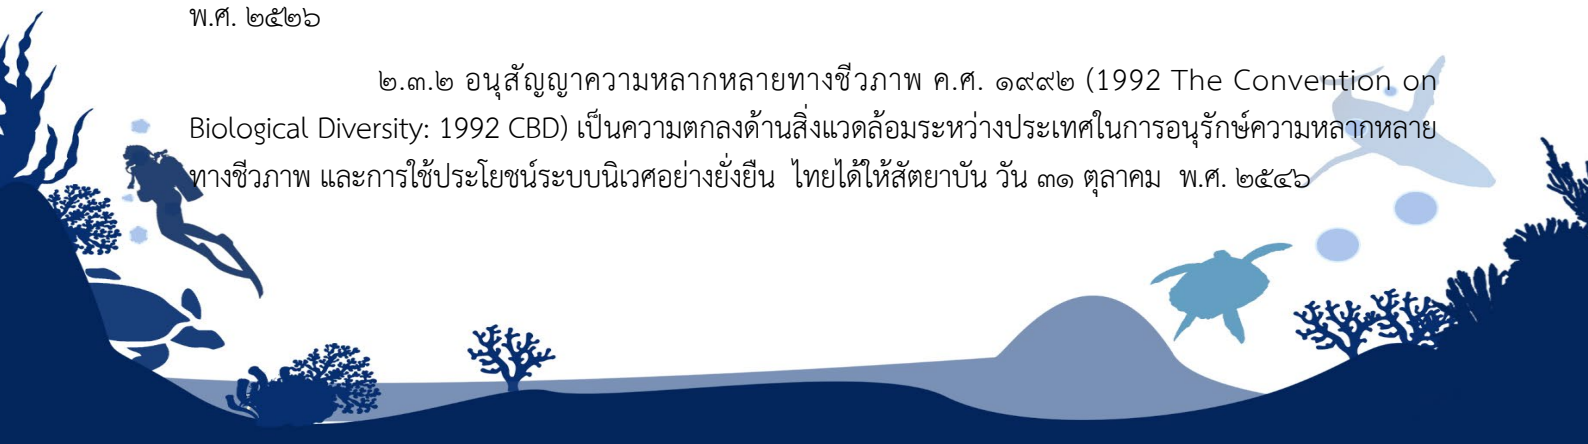 พ.ศ. ๒๕๒๖
๒.๓.๒ อนุสัญญาความหลากหลายทางชีวภาพ ค.ศ. ๑๙๙๒ (1992 The Convention on
Biological Diversity: 1992 CBD) เป็นความตกลงด้านสิ่งแวดล้อมระหว่างประเทศในการอนุรักษ์ความหลากหลาย
ทางชีวภาพ และการใช้ประโยชน์ระบบนิเวศอย่างยั่งยืน ไทยได้ให้สัตยาบัน วัน ๓๑ ตุลาคม พ.ศ. ๒๕๔๖